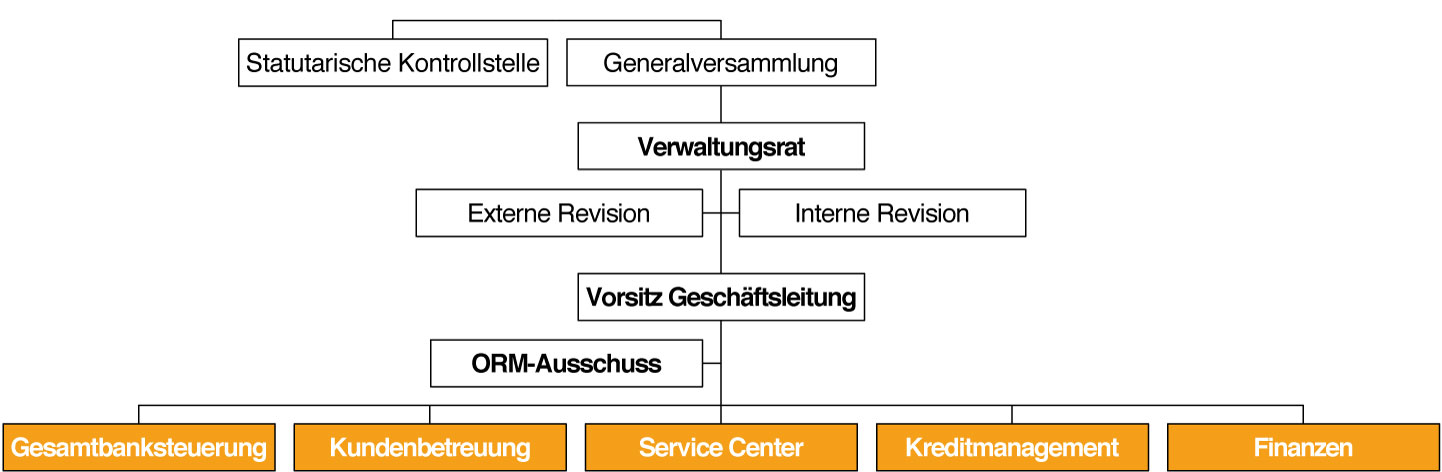 Statutarische Kontrollstelle
Generalversammlung
Verwaltungsrat
Externe Revision
Interne Revision
Vorsitz Geschäftsleitung
ORM-Ausschuss
Gesamtbanksteuerung
Kundenbetreuung
Service Center
Kreditmanagement
Finanzen